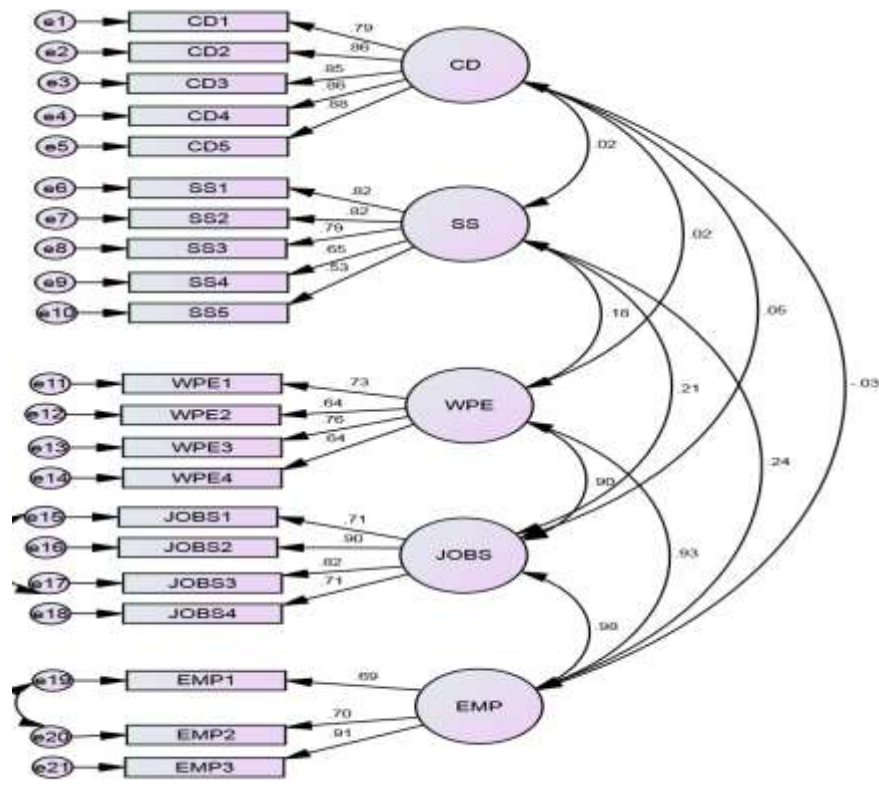 e1 CD1 .79
e2 CD2 .86
CD
e3 CD3 .85
e4 CD4 .86
e5 CD5 .88
.02
e6 SS1 .82
e7 SS2 .82
SS
e8 SS3 .79
.02
e9 SS4 .65
e10 SS5 .53
.18
.05
e11 WPE1 .73
.21
-.03
e12 WPE2 .64
WPE
e13 WPE3 .76
e14 WPE4 .64
.24
.90
e15 JOBS1 .71
e16 JOBS2 .90
JOBS
.93
e17 JOBS3 .82
e18 JOBS4 .71
e19 EMP1 .69
EMP
e20 EMP2 .70
e21 EMP3 .91